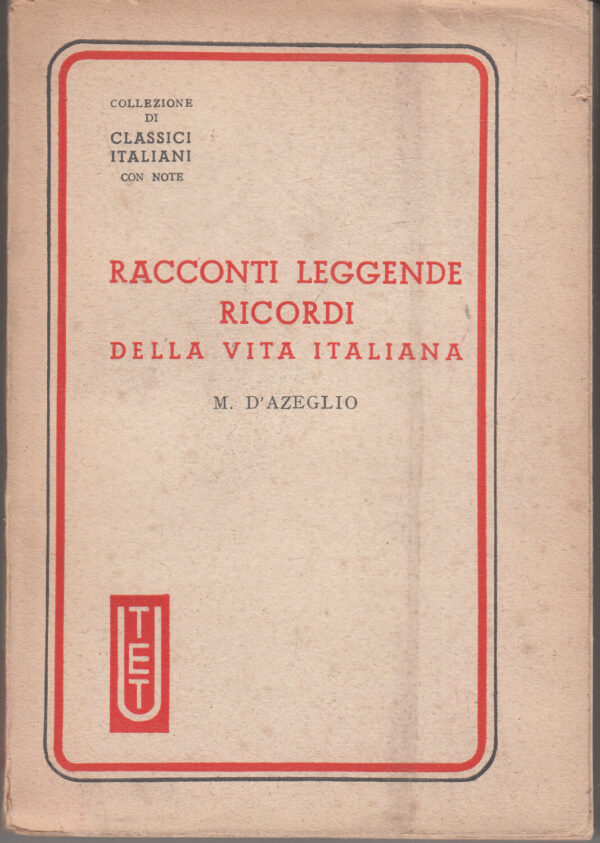 COLLEZIONE
DI
CLASSICI
ITALIANI
CON NOTE
RACCONTI LEGGENDE
RICORDI
DELLA VITA ITALIANA
M. D'AZEGLIO
UTET